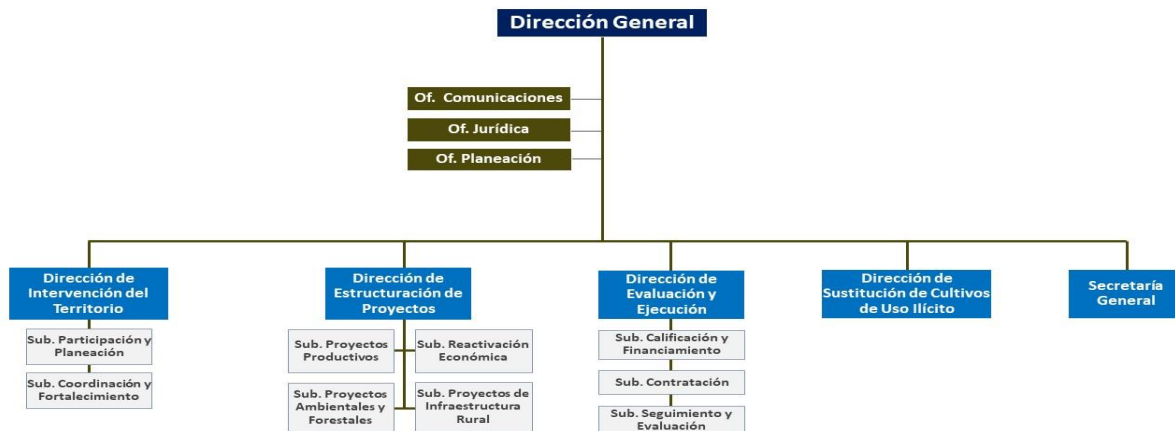 Dirección General
Of. Comunicaciones
Of. Jurídica
Of. Planeación
Dirección de
Intervención del
Territorio
Sub. Participación y
Planeación
Sub. Coordinación y
Fortalecimiento
Dirección de
Estructuración de
Proyectos
Sub. Proyectos
Productivos
Sub. Reactivación
Económica
Sub. Proyectos
Ambientales y
Forestales
Sub. Proyectos de
Infraestructura
Rural
Dirección de
Evaluación y
Ejecución
Sub. Calificación y
Financiamiento
Sub. Contratación
Sub. Seguimiento y
Evaluación
Dirección de
Sustitución de Cultivos
de Uso Ilícito
Secretaría
General